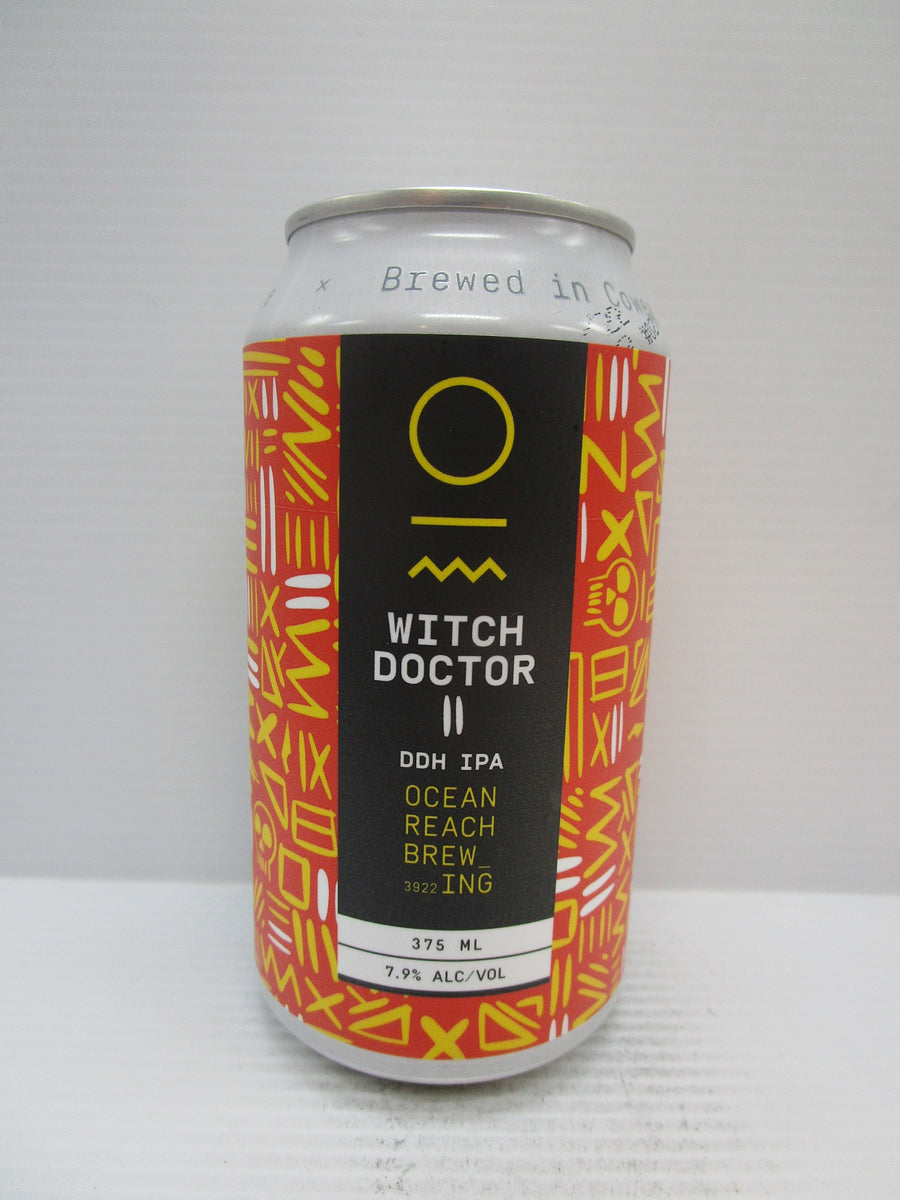 x Brewed in
WITCH
DOCTOR
II
DDH IPA
OCEAN
REACH
BREW_
3922 ING
375 ML
7.9% ALC/VOL